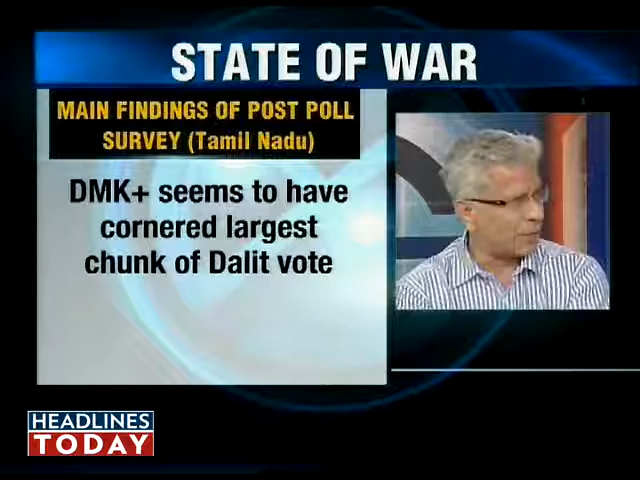 STATE OF WAR
MAIN FINDINGS OF POST POLL
SURVEY (Tamil Nadu)
DMK+ seems to have
cornered largest
chunk of Dalit vote
HEADLINES
TODAY